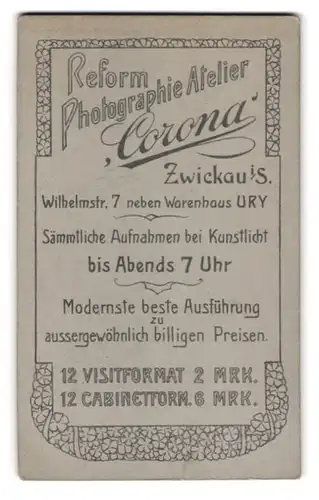 Reform
Photographie Atelier
„Corona“
Zwickau i/S.
Wilhelmstr. 7 neben Warenhaus URY
Sämmtliche Aufnahmen bei Kunstlicht
bis Abends 7 Uhr
Modernste beste Ausführung
zu
aussergewöhnlich billigen Preisen.
12 VISITFORMAT 2 MRK.
12 CABINETFORM. 6 MRK.